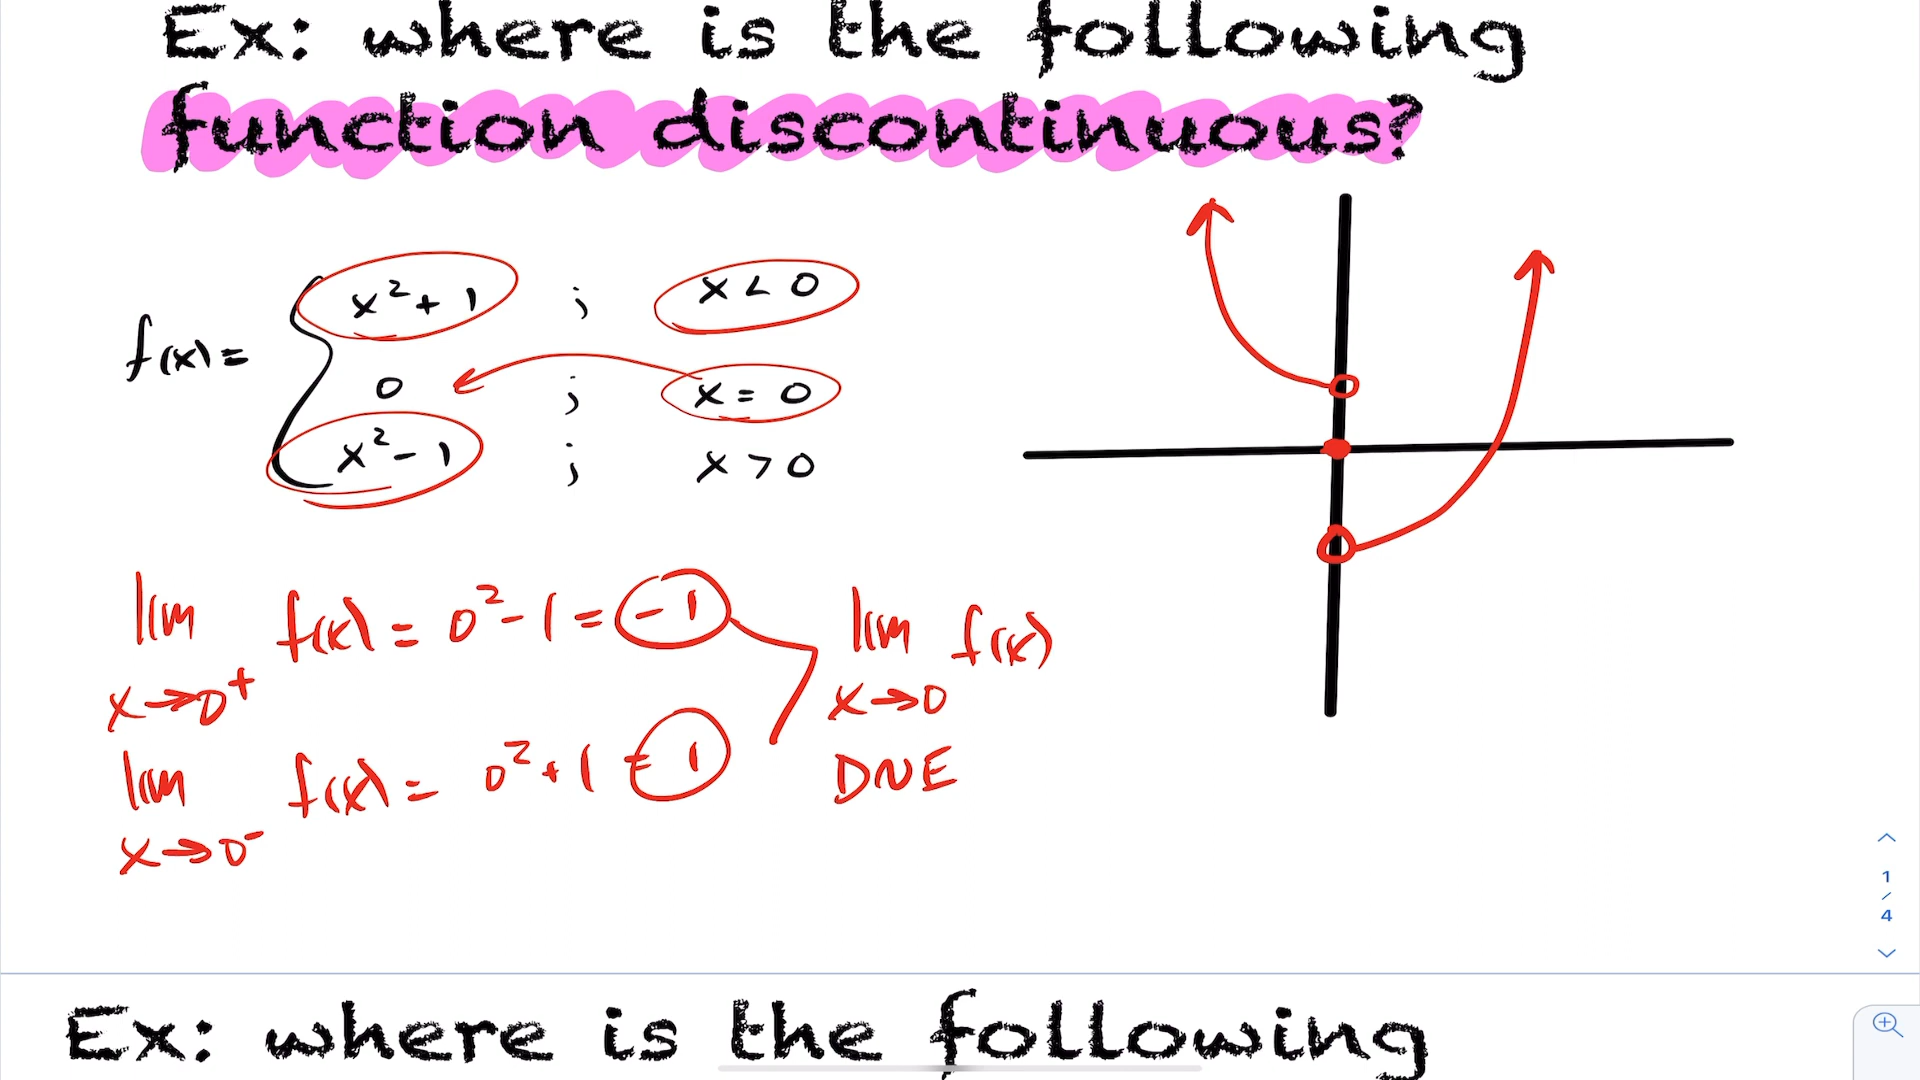 Ex: where is the following
function discontinuous?
x²+1 ; x<0
f(x)= 0 ; x=0
x²-1 ; x>0
lim f(x) = 0²-1 = -1
x→0⁺
lim f(x) = 0²+1 = 1
x→0⁻
lim f(x)
x→0
DNE
1
/
4
Ex: where is the following